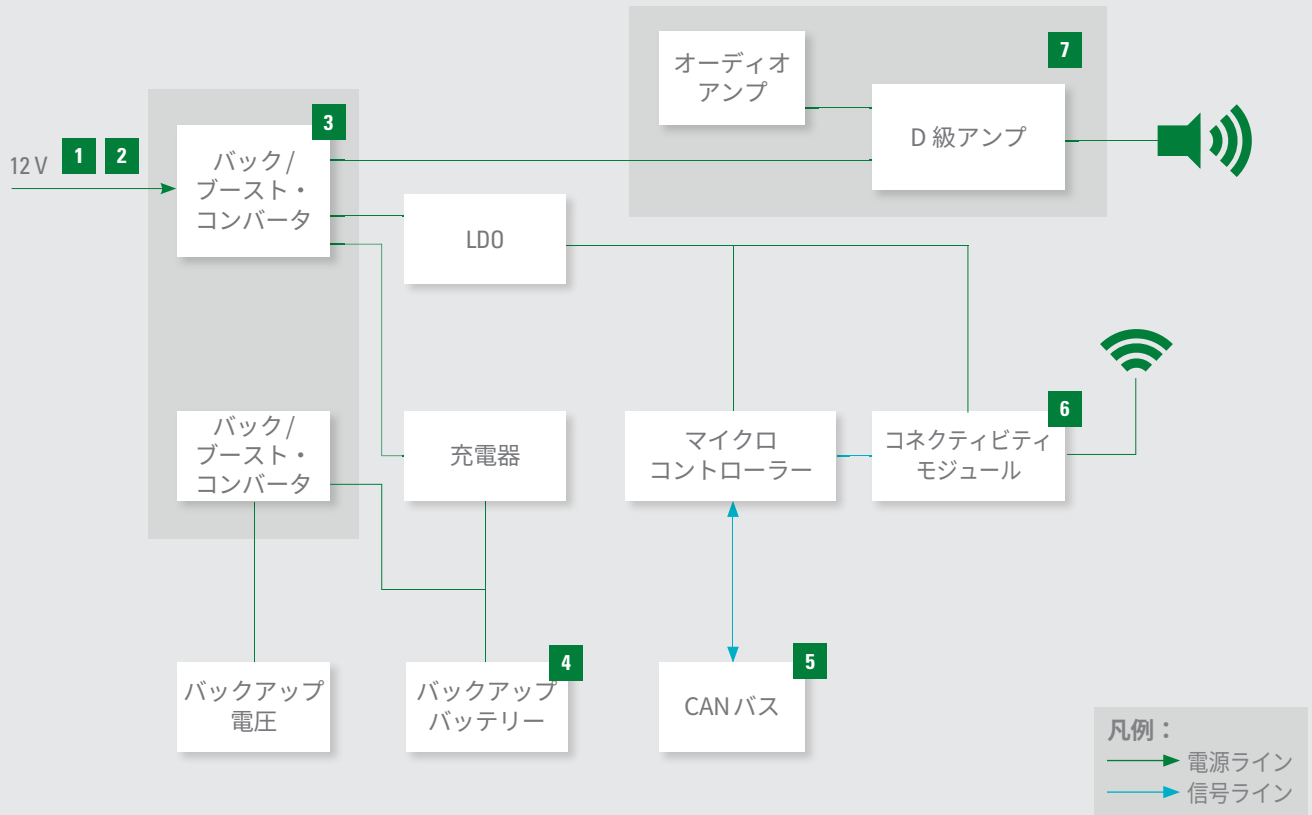 12 V
1
2
3
バック/
ブースト・
コンバータ
オーディオ
アンプ
7
D 級アンプ
LDO
バック/
ブースト・
コンバータ
充電器
マイクロ
コントローラー
6
コネクティビティ
モジュール
バックアップ
電圧
4
バックアップ
バッテリー
5
CAN バス
凡例：
電源ライン
信号ライン